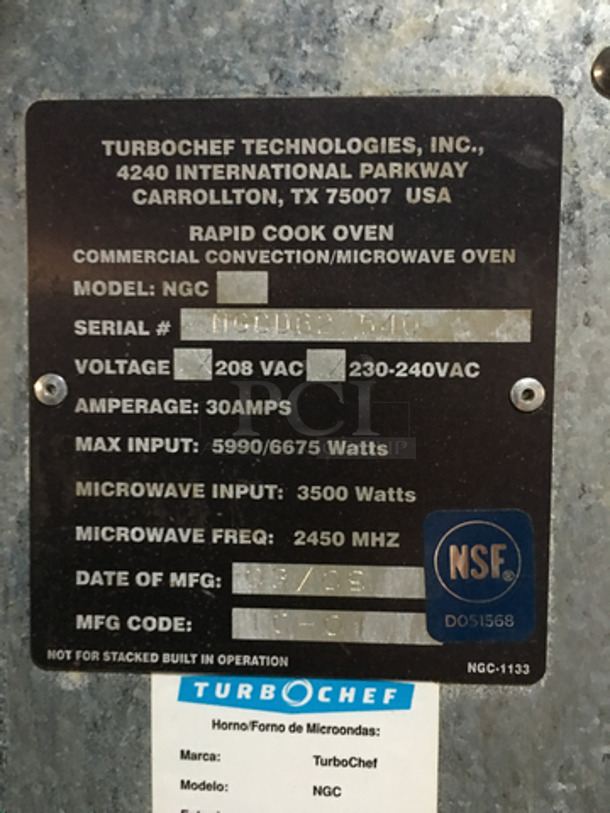 TURBOCHEF TECHNOLOGIES, INC.,
4240 INTERNATIONAL PARKWAY
CARROLLTON, TX 75007 USA
RAPID COOK OVEN
COMMERCIAL CONVECTION/MICROWAVE OVEN
MODEL: NGC
SERIAL #
VOLTAGE 208 VAC 230-240VAC
AMPERAGE: 30AMPS
MAX INPUT: 5990/6675 Watts
MICROWAVE INPUT: 3500 Watts
MICROWAVE FREQ: 2450 MHZ
DATE OF MFG:
MFG CODE:
NSF®
DO51568
NOT FOR STACKED BUILT IN OPERATION
NGC-1133
TURBOCHEF
Horno/Forno de Microondas:
Marca: TurboChef
Modelo: NGC
PCI